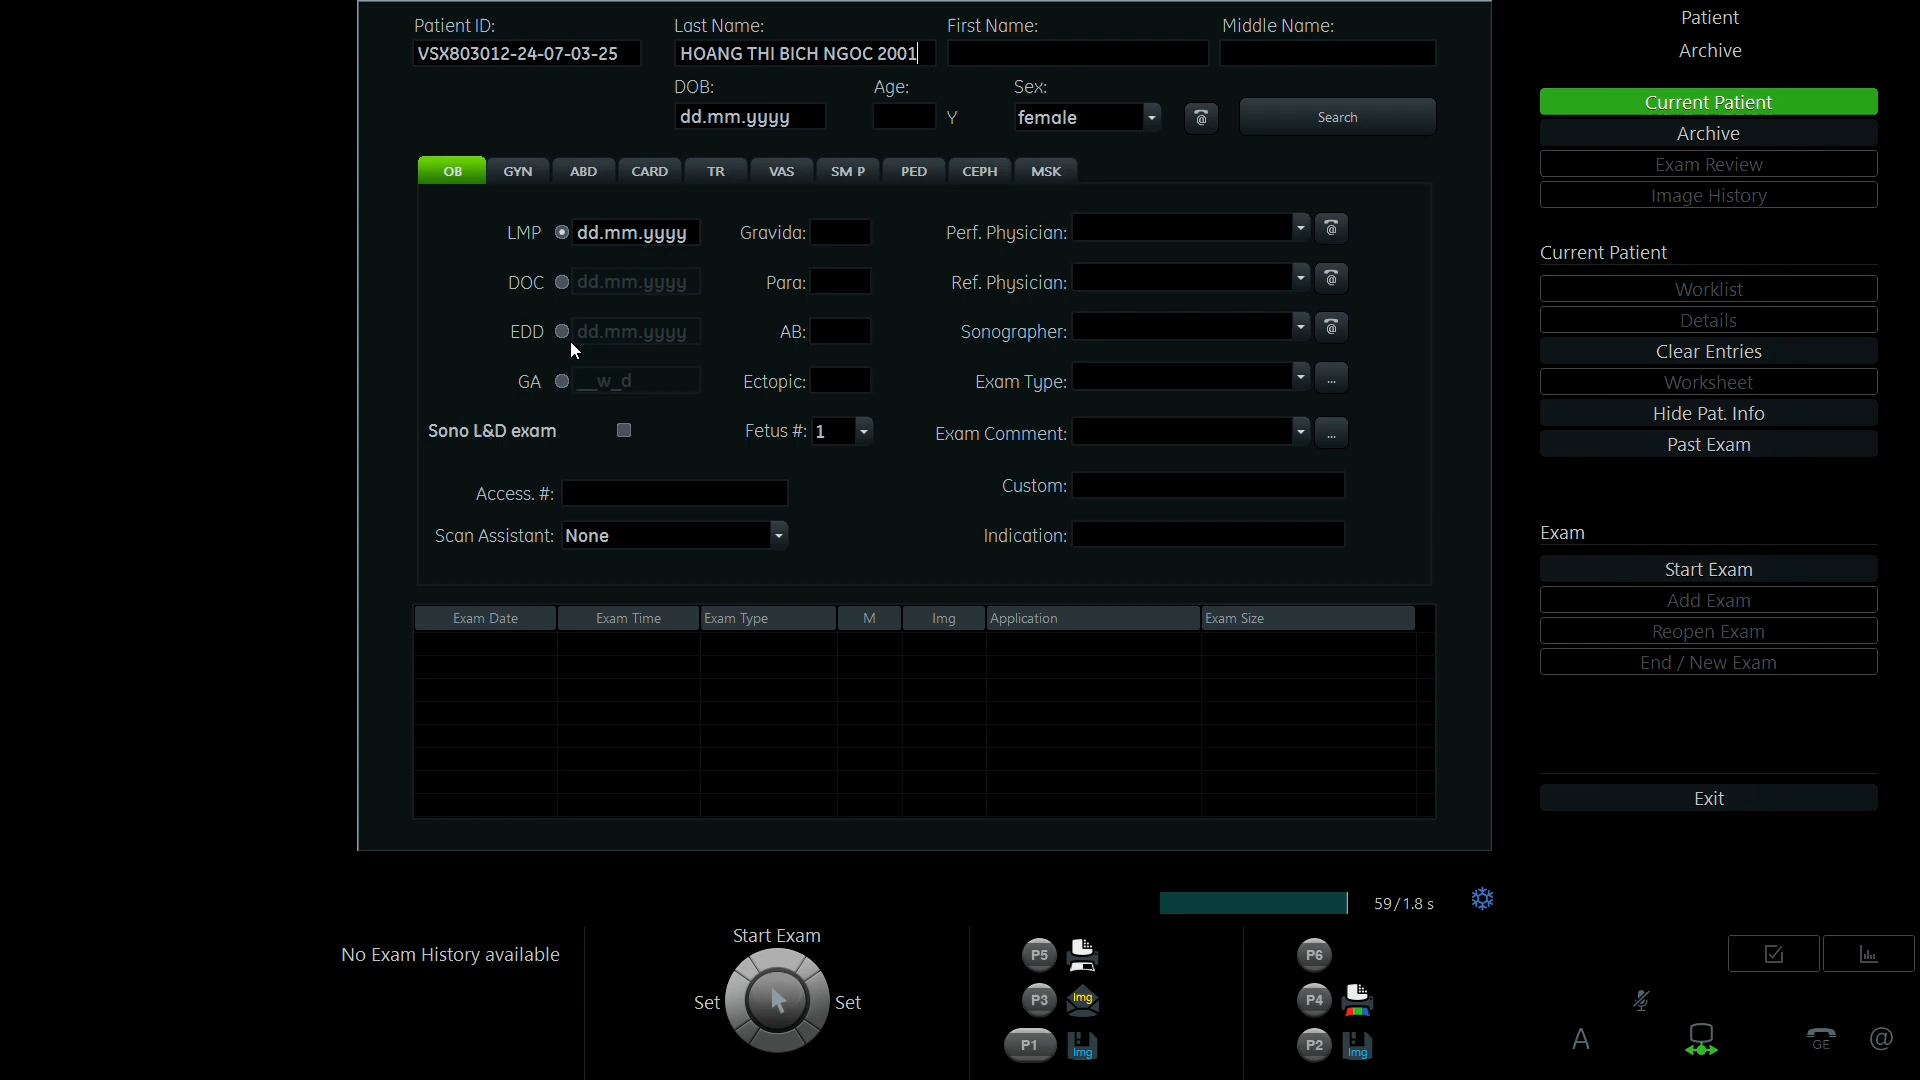 Patient ID: Last Name: First Name: Middle Name:
VSX803012-24-07-03-25 HOANG THI BICH NGOC 2001
DOB: Age: Sex:
dd.mm.yyyy Y female @ Search
OB GYN ABD CARD TR VAS SM P PED CEPH MSK
LMP dd.mm.yyyy Gravida: Perf. Physician: @
DOC dd.mm.yyyy Para: Ref. Physician: @
EDD dd.mm.yyyy AB: Sonographer: @
GA __w_d Ectopic: Exam Type: ...
Sono L&D exam Fetus #: 1 Exam Comment: ...
Access. #: Custom:
Scan Assistant: None Indication:
Exam Date Exam Time Exam Type M Img Application Exam Size
59/1.8 s
No Exam History available
Start Exam
Set Set
P5
P3 Img
P1 Img
P6
P4
P2 Img
Patient
Archive
Current Patient
Archive
Exam Review
Image History
Current Patient
Worklist
Details
Clear Entries
Worksheet
Hide Pat. Info
Past Exam
Exam
Start Exam
Add Exam
Reopen Exam
End / New Exam
Exit
A GE @